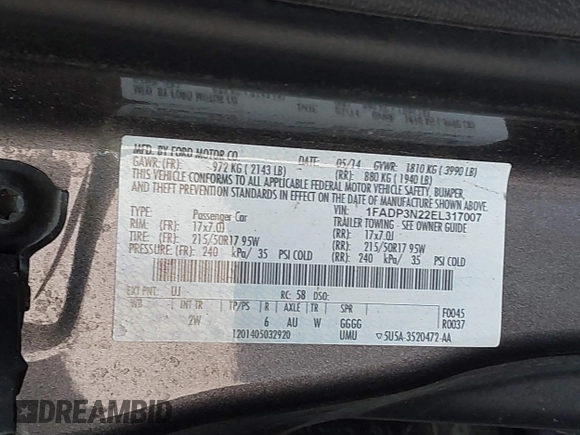 MFD. BY FORD MOTOR CO.
DATE: 05/14 GVWR: 1810 KG (3990 LB)
GAWR: (FR): 972 KG (2143 LB) (RR): 880 KG (1940 LB)
THIS VEHICLE CONFORMS TO ALL APPLICABLE FEDERAL MOTOR VEHICLE SAFETY, BUMPER
AND THEFT PREVENTION STANDARDS IN EFFECT ON THE DATE OF MANUFACTURE SHOWN ABOVE.
VIN: 1FADP3N22EL317007
TYPE: Passenger Car TRAILER TOWING - SEE OWNER GUIDE
RIM: (FR): 17x7.0J (RR): 17x7.0J
TIRE: (FR): 215/50R17 95W (RR): 215/50R17 95W
PRESSURE: (FR): 240 kPa/ 35 PSI COLD (RR): 240 kPa/ 35 PSI COLD
EXT PNT: UJ RC: 58 DSO: F0045
WB INT TR TP/PS R AXLE TR SPR R0037
2W 6 AU W GGGG
1201405032920 UMU 5U5A-3520472-AA
DREAMBID